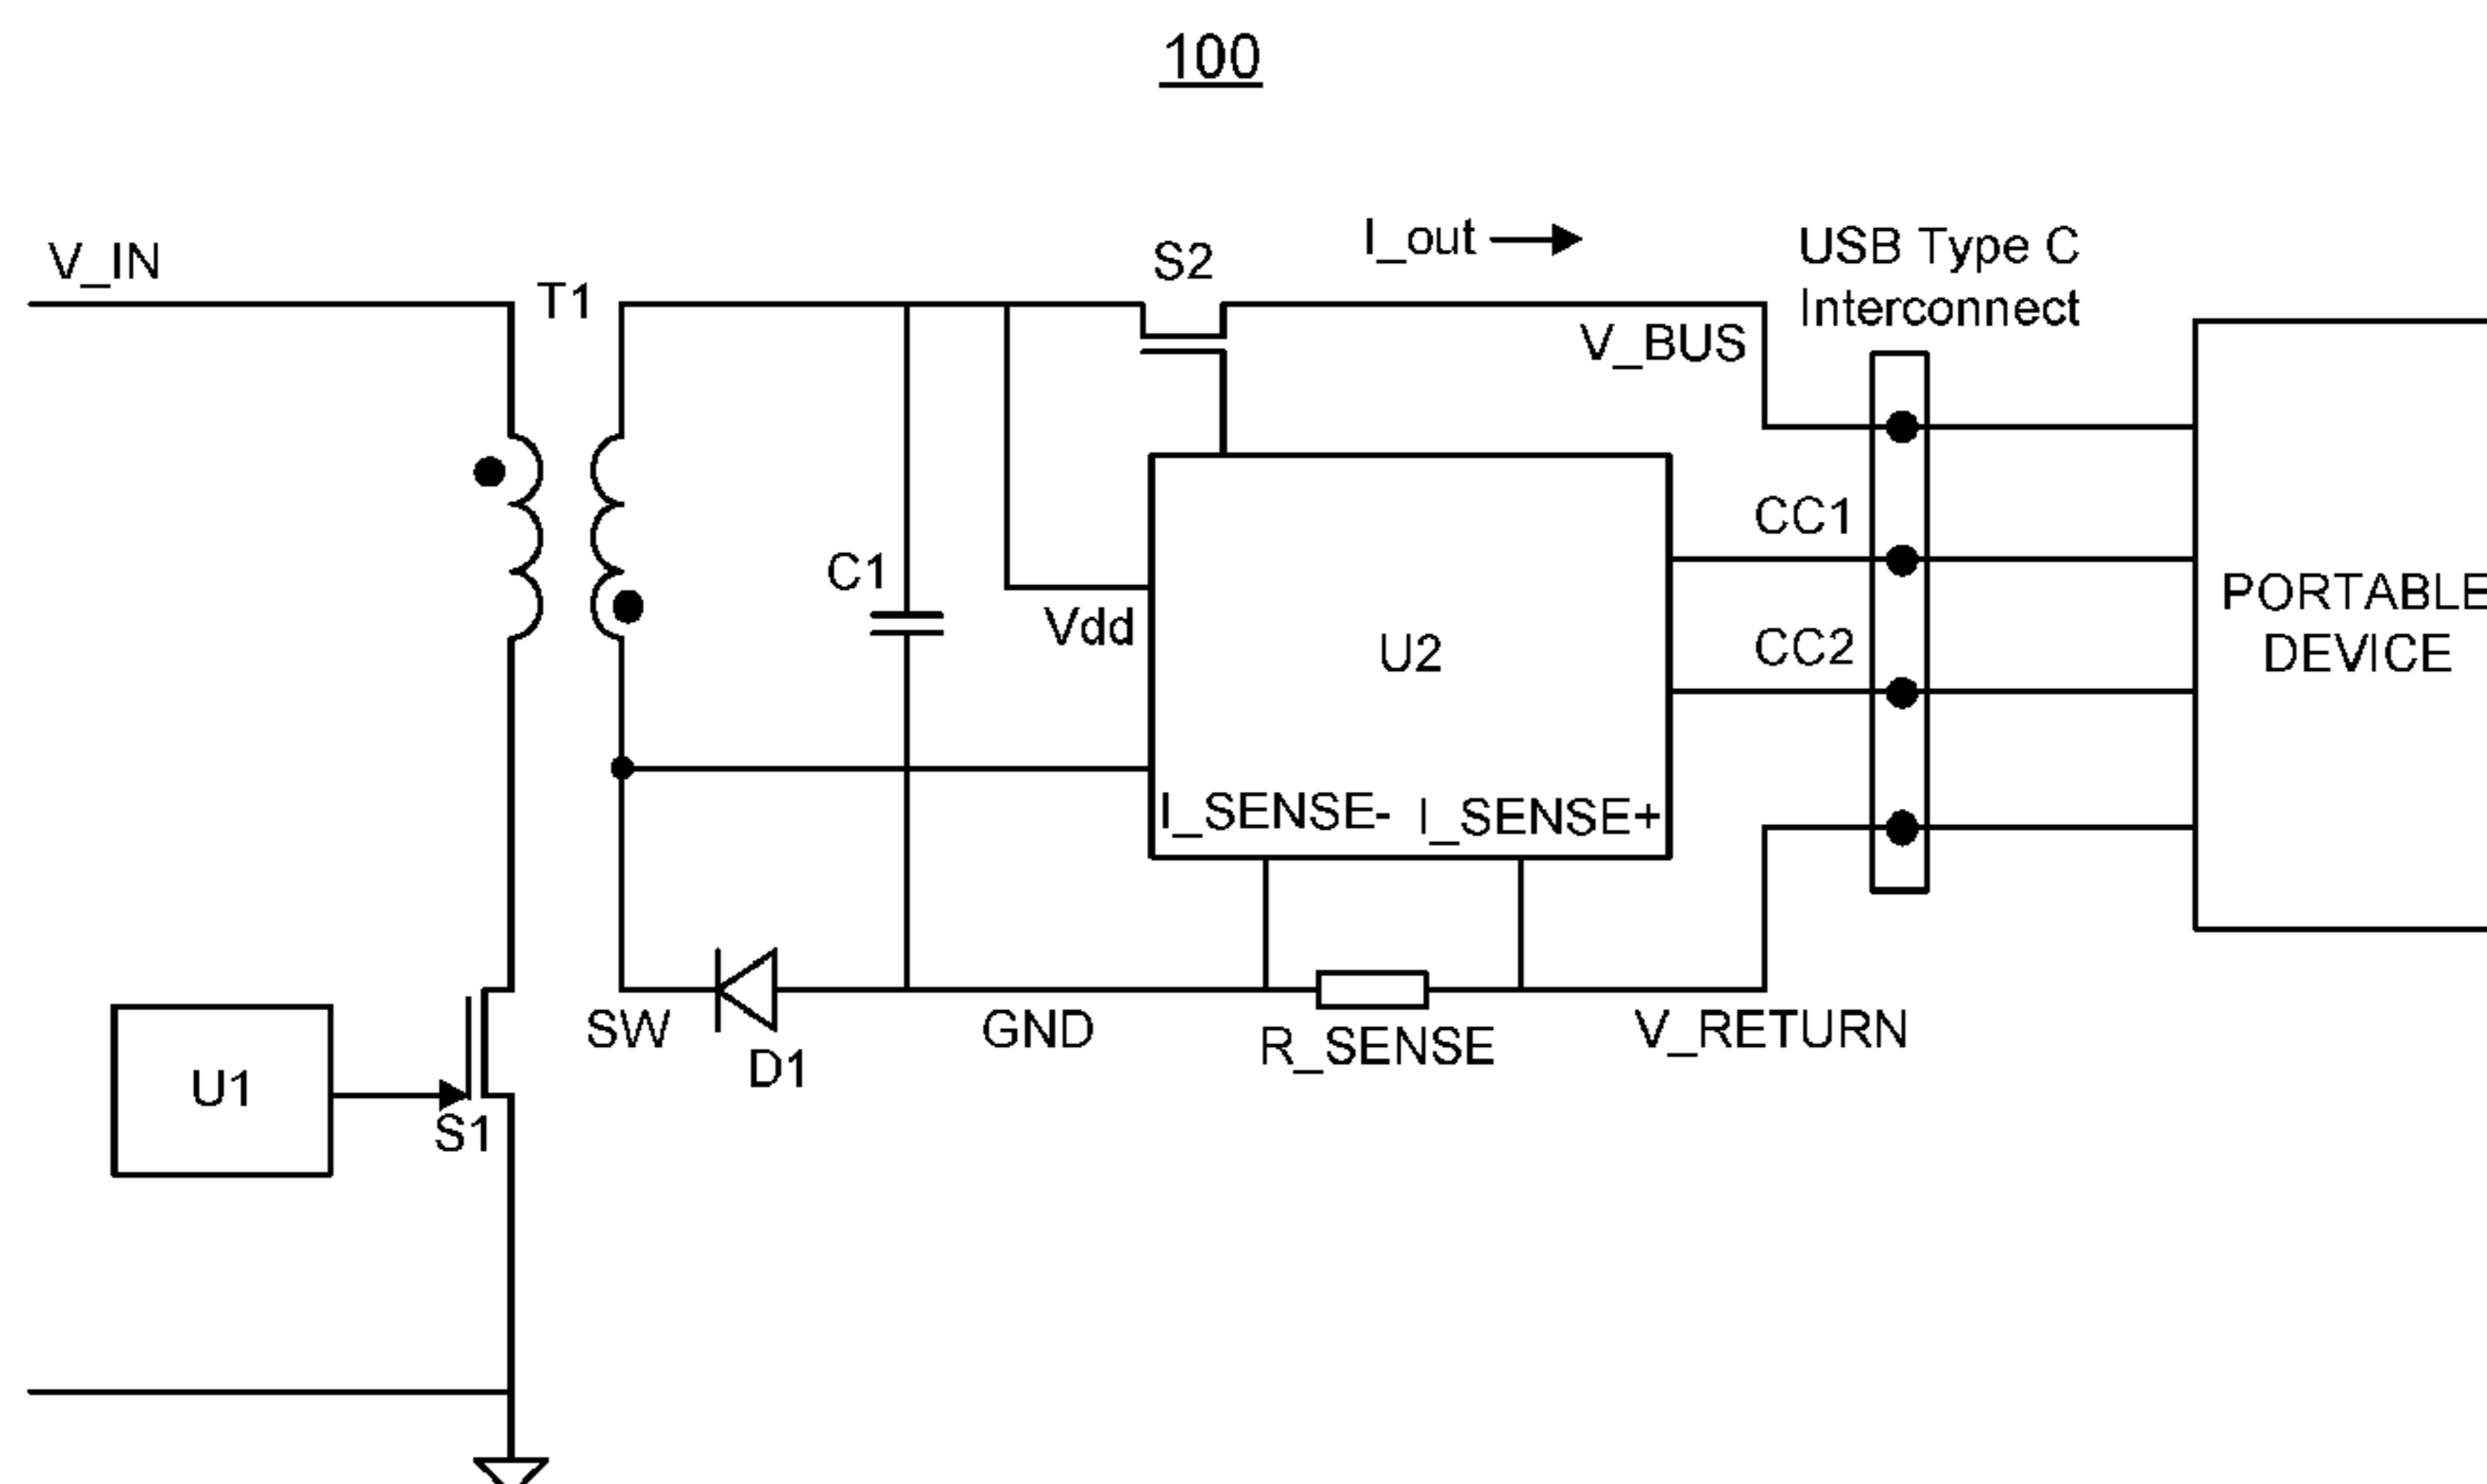 100
V_IN
T1
S2
I_out
USB Type C
Interconnect
V_BUS
CC1
C1
Vdd
U2
CC2
PORTABLE
DEVICE
I_SENSE-
I_SENSE+
SW
D1
GND
R_SENSE
V_RETURN
U1
S1